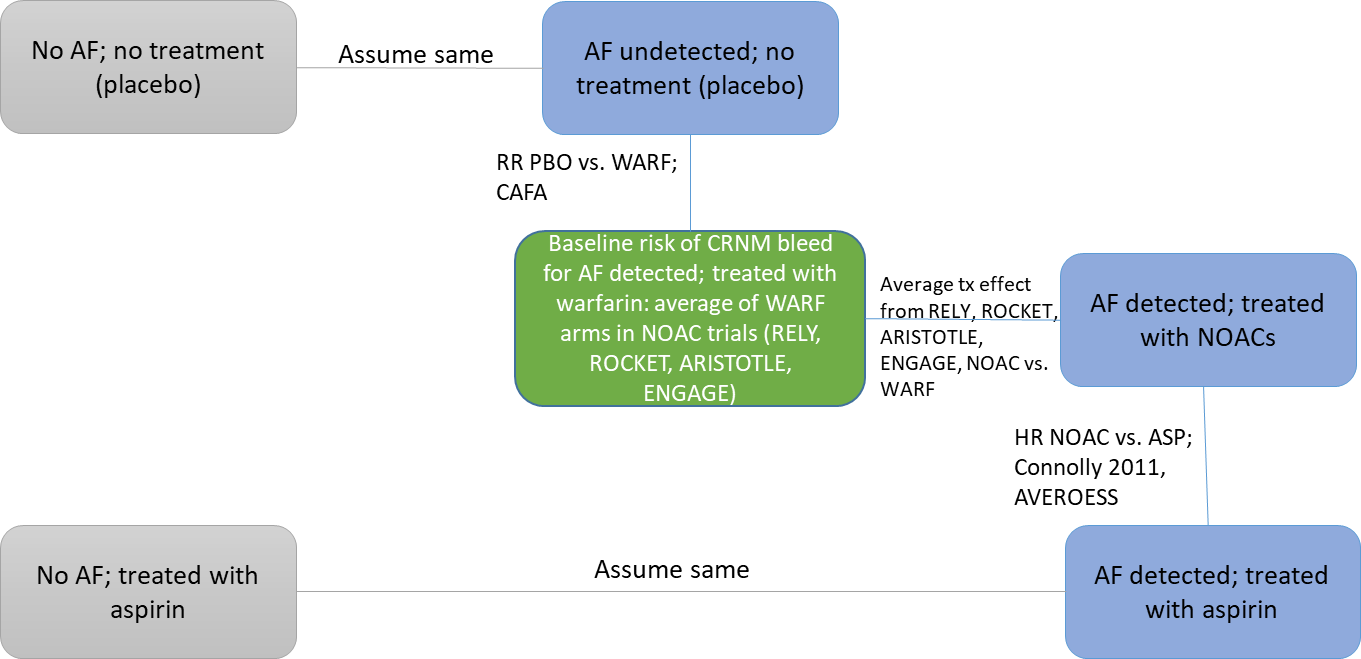 No AF; no treatment
(placebo)
Assume same
AF undetected; no
treatment (placebo)
RR PBO vs. WARF;
CAFA
Baseline risk of CRNM bleed
for AF detected; treated with
warfarin: average of WARF
arms in NOAC trials (RELY,
ROCKET, ARISTOTLE,
ENGAGE)
Average tx effect
from RELY, ROCKET,
ARISTOTLE,
ENGAGE, NOAC vs.
WARF
AF detected; treated
with NOACs
HR NOAC vs. ASP;
Connolly 2011,
AVEROESS
No AF; treated with
aspirin
Assume same
AF detected; treated
with aspirin